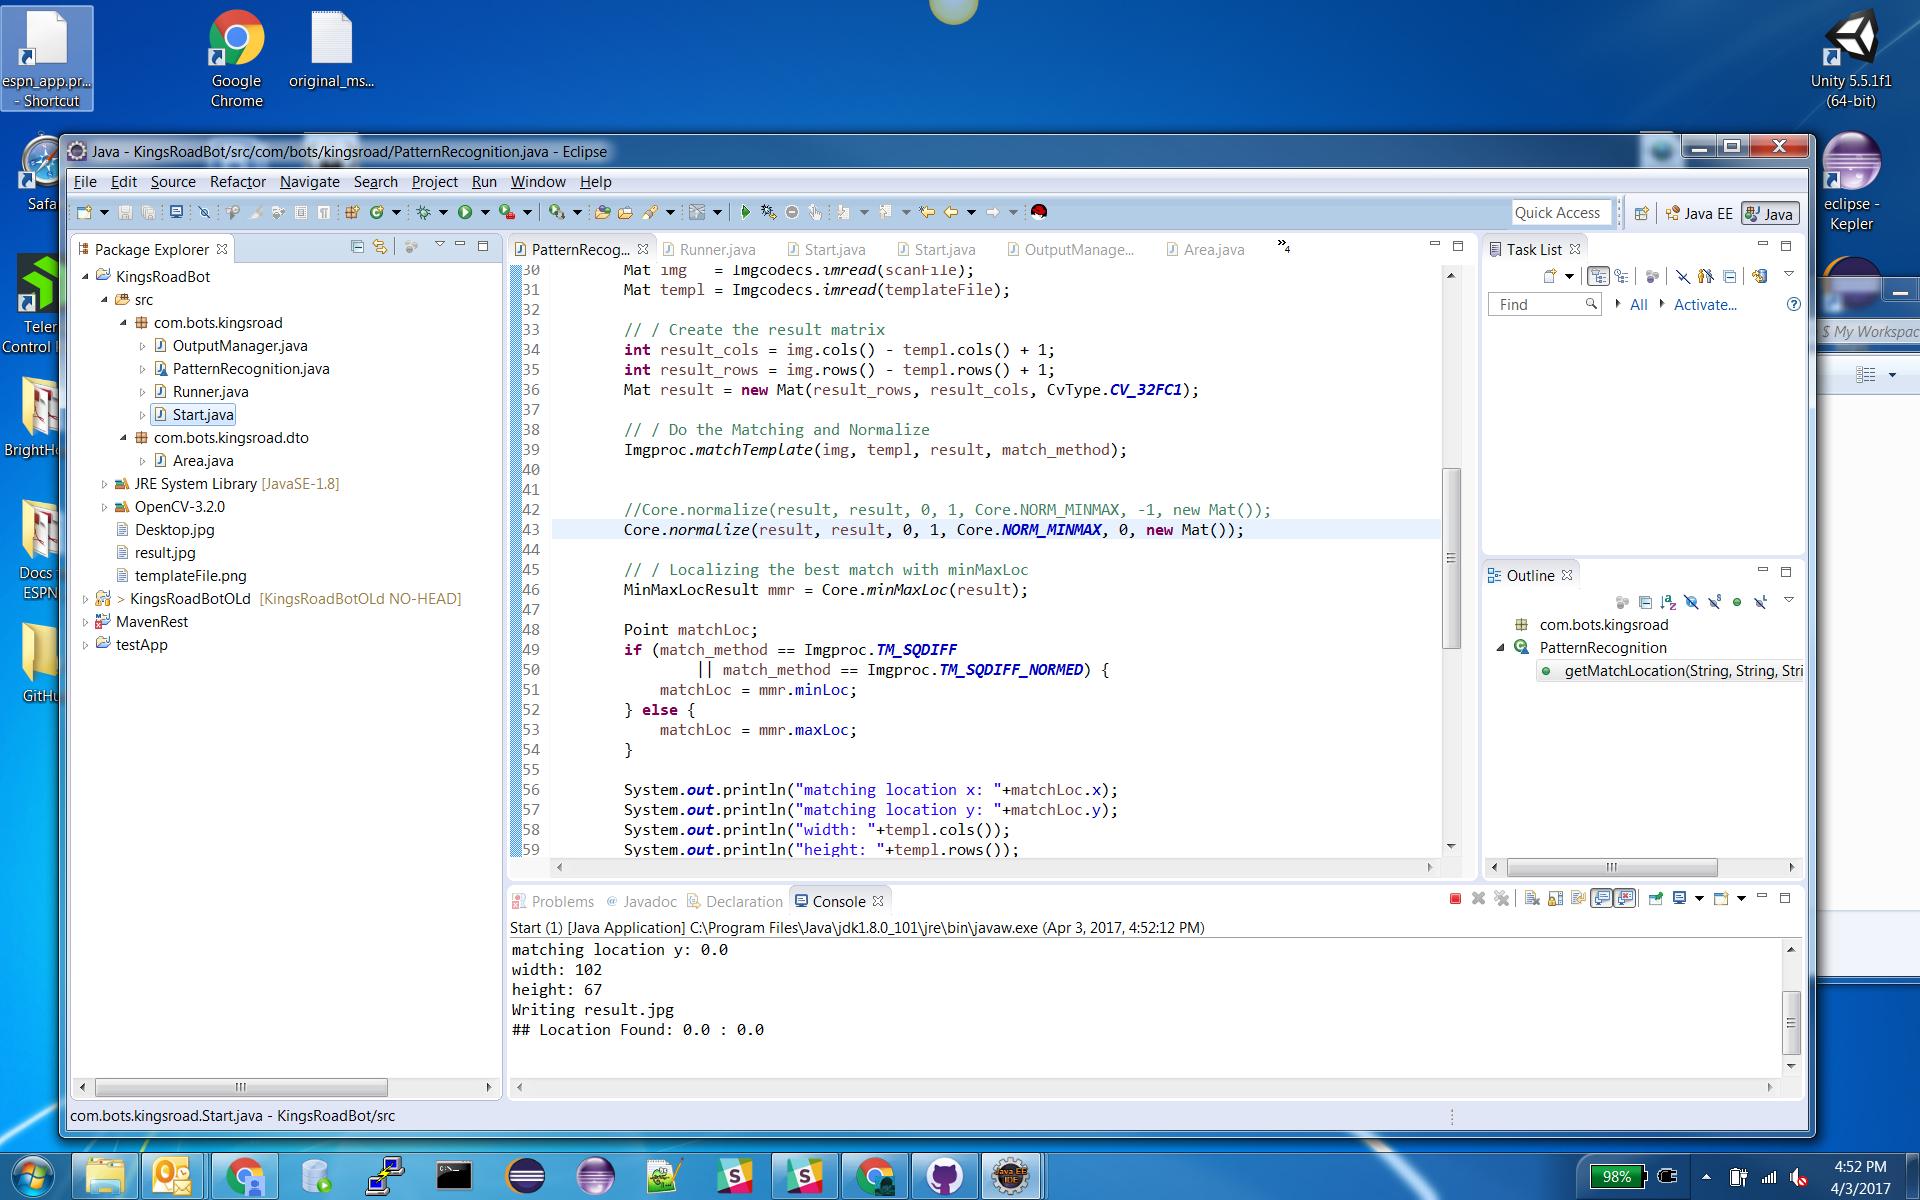 espn_app.pr...
- Shortcut
Google
Chrome
original_ms...
Unity 5.5.1f1
(64-bit)
Java - KingsRoadBot/src/com/bots/kingsroad/PatternRecognition.java - Eclipse
File Edit Source Refactor Navigate Search Project Run Window Help
Quick Access
Java EE
Java
Safa
eclipse -
Kepler
Teler
Control
BrightHo
Docs
ESPN
GitHu
$ My Workspac
Package Explorer
KingsRoadBot
src
com.bots.kingsroad
OutputManager.java
PatternRecognition.java
Runner.java
Start.java
com.bots.kingsroad.dto
Area.java
JRE System Library [JavaSE-1.8]
OpenCV-3.2.0
Desktop.jpg
result.jpg
templateFile.png
> KingsRoadBotOLd [KingsRoadBotOLd NO-HEAD]
MavenRest
testApp
PatternRecog... Runner.java Start.java Start.java OutputManage... Area.java »4
30 Mat img = Imgcodecs.imread(scanFile);
31 Mat templ = Imgcodecs.imread(templateFile);
32
33 // / Create the result matrix
34 int result_cols = img.cols() - templ.cols() + 1;
35 int result_rows = img.rows() - templ.rows() + 1;
36 Mat result = new Mat(result_rows, result_cols, CvType.CV_32FC1);
37
38 // / Do the Matching and Normalize
39 Imgproc.matchTemplate(img, templ, result, match_method);
40
41
42 //Core.normalize(result, result, 0, 1, Core.NORM_MINMAX, -1, new Mat());
43 Core.normalize(result, result, 0, 1, Core.NORM_MINMAX, 0, new Mat());
44
45 // / Localizing the best match with minMaxLoc
46 MinMaxLocResult mmr = Core.minMaxLoc(result);
47
48 Point matchLoc;
49 if (match_method == Imgproc.TM_SQDIFF
50 || match_method == Imgproc.TM_SQDIFF_NORMED) {
51 matchLoc = mmr.minLoc;
52 } else {
53 matchLoc = mmr.maxLoc;
54 }
55
56 System.out.println("matching location x: "+matchLoc.x);
57 System.out.println("matching location y: "+matchLoc.y);
58 System.out.println("width: "+templ.cols());
59 System.out.println("height: "+templ.rows());
Task List
Find
All
Activate...
Outline
com.bots.kingsroad
PatternRecognition
getMatchLocation(String, String, Stri
Problems @ Javadoc Declaration Console
Start (1) [Java Application] C:\Program Files\Java\jdk1.8.0_101\jre\bin\javaw.exe (Apr 3, 2017, 4:52:12 PM)
matching location y: 0.0
width: 102
height: 67
Writing result.jpg
## Location Found: 0.0 : 0.0
com.bots.kingsroad.Start.java - KingsRoadBot/src
98%
4:52 PM
4/3/2017